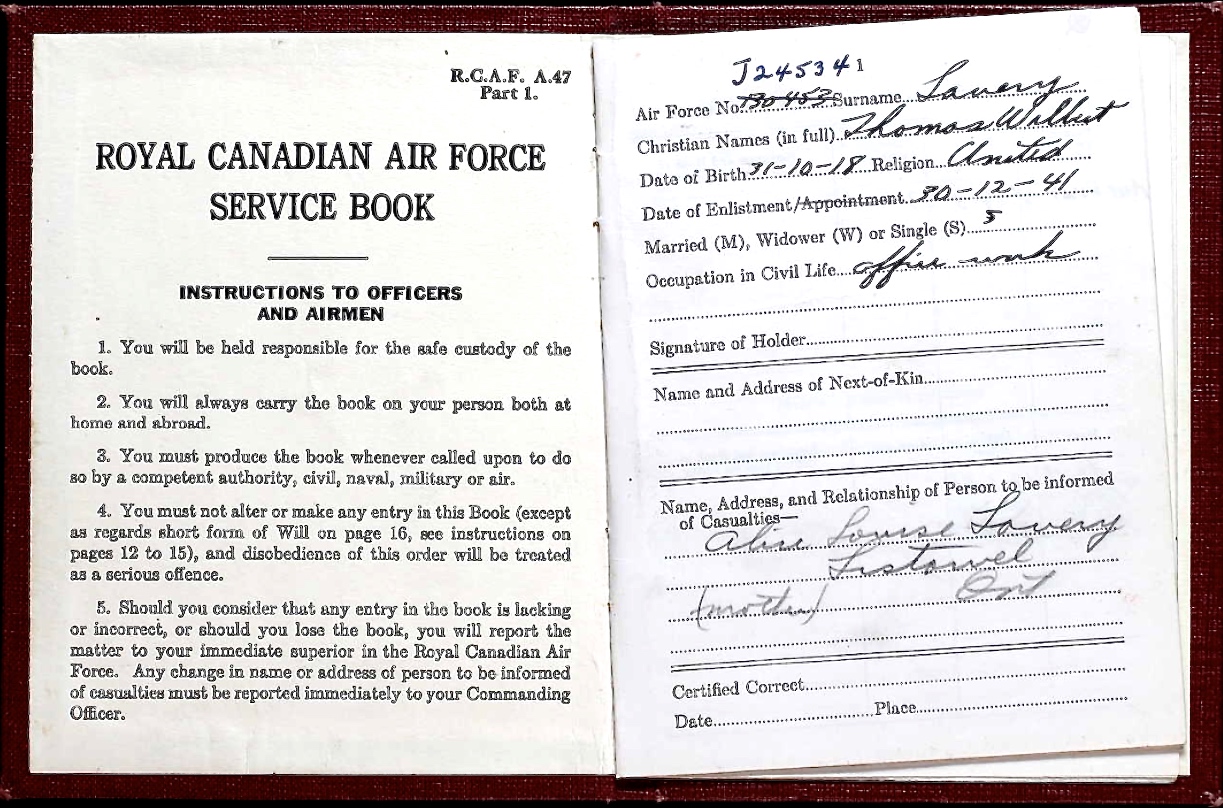 R.C.A.F. A.47
Part 1.
ROYAL CANADIAN AIR FORCE
SERVICE BOOK
INSTRUCTIONS TO OFFICERS
AND AIRMEN
1. You will be held responsible for the safe custody of the
book.
2. You will always carry the book on your person both at
home and abroad.
3. You must produce the book whenever called upon to do
so by a competent authority, civil, naval, military or air.
4. You must not alter or make any entry in this Book (except
as regards short form of Will on page 16, see instructions on
pages 12 to 15), and disobedience of this order will be treated
as a serious offence.
5. Should you consider that any entry in the book is lacking
or incorrect, or should you lose the book, you will report the
matter to your immediate superior in the Royal Canadian Air
Force. Any change in name or address of person to be informed
of casualties must be reported immediately to your Commanding
Officer.
J24534 1
Air Force No. Surname Lavery
Christian Names (in full) Thomas Wilbert
Date of Birth 31-10-18 Religion United
Date of Enlistment/Appointment 30-12-41
Married (M), Widower (W) or Single (S) S
Occupation in Civil Life office work
Signature of Holder
Name and Address of Next-of-Kin
Name, Address, and Relationship of Person to be informed
of Casualties—
Alice Louise Lavery
Listowel
(mother) Ont
Certified Correct
Date Place